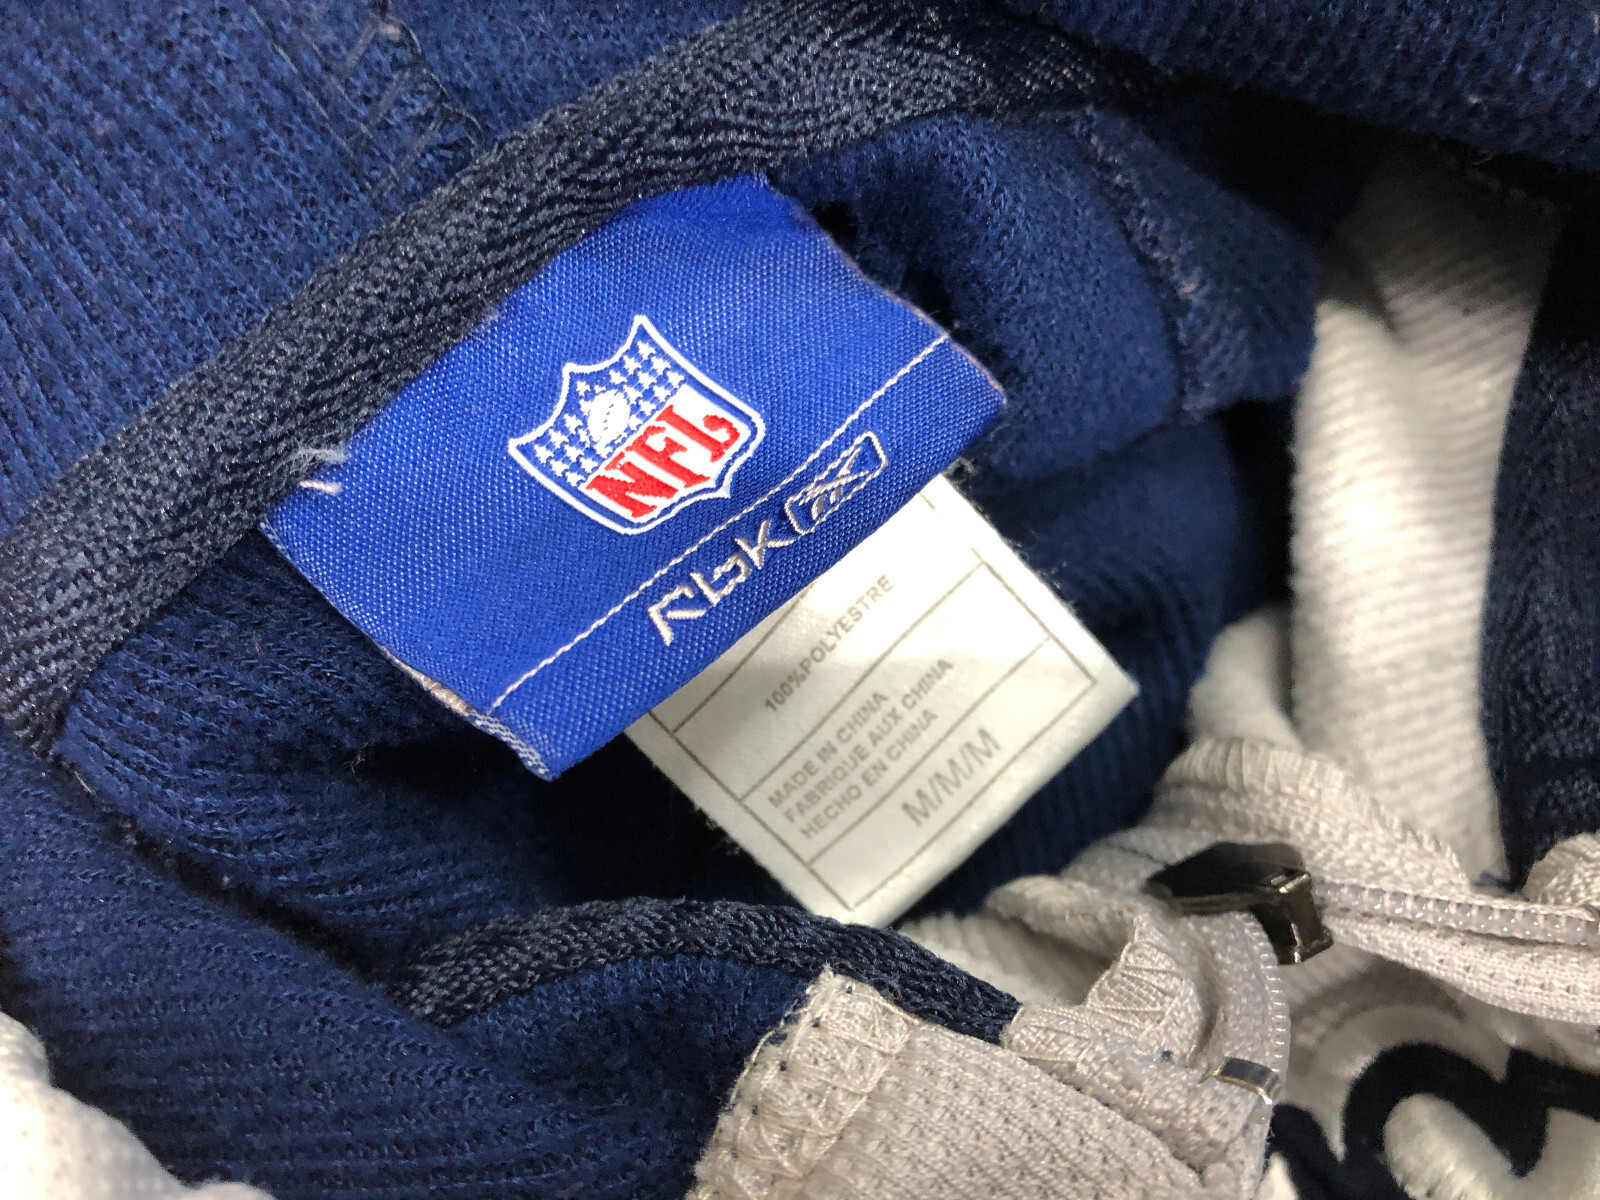 NFL
Rbk
100%POLYESTRE
MADE IN CHINA
FABRIQUE AUX CHINA
HECHO EN CHINA
M/M/M